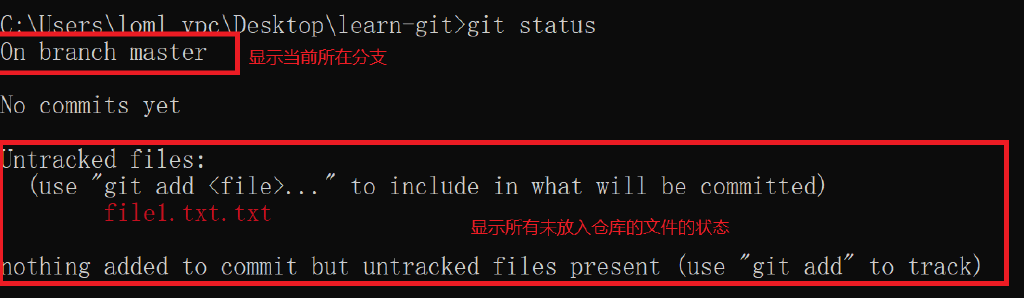 C:\Users\loml_vpc\Desktop\learn-git>git status
On branch master
显示当前所在分支
No commits yet
Untracked files:
(use "git add <file>..." to include in what will be committed)
file1.txt.txt
显示所有未放入仓库的文件的状态
nothing added to commit but untracked files present (use "git add" to track)